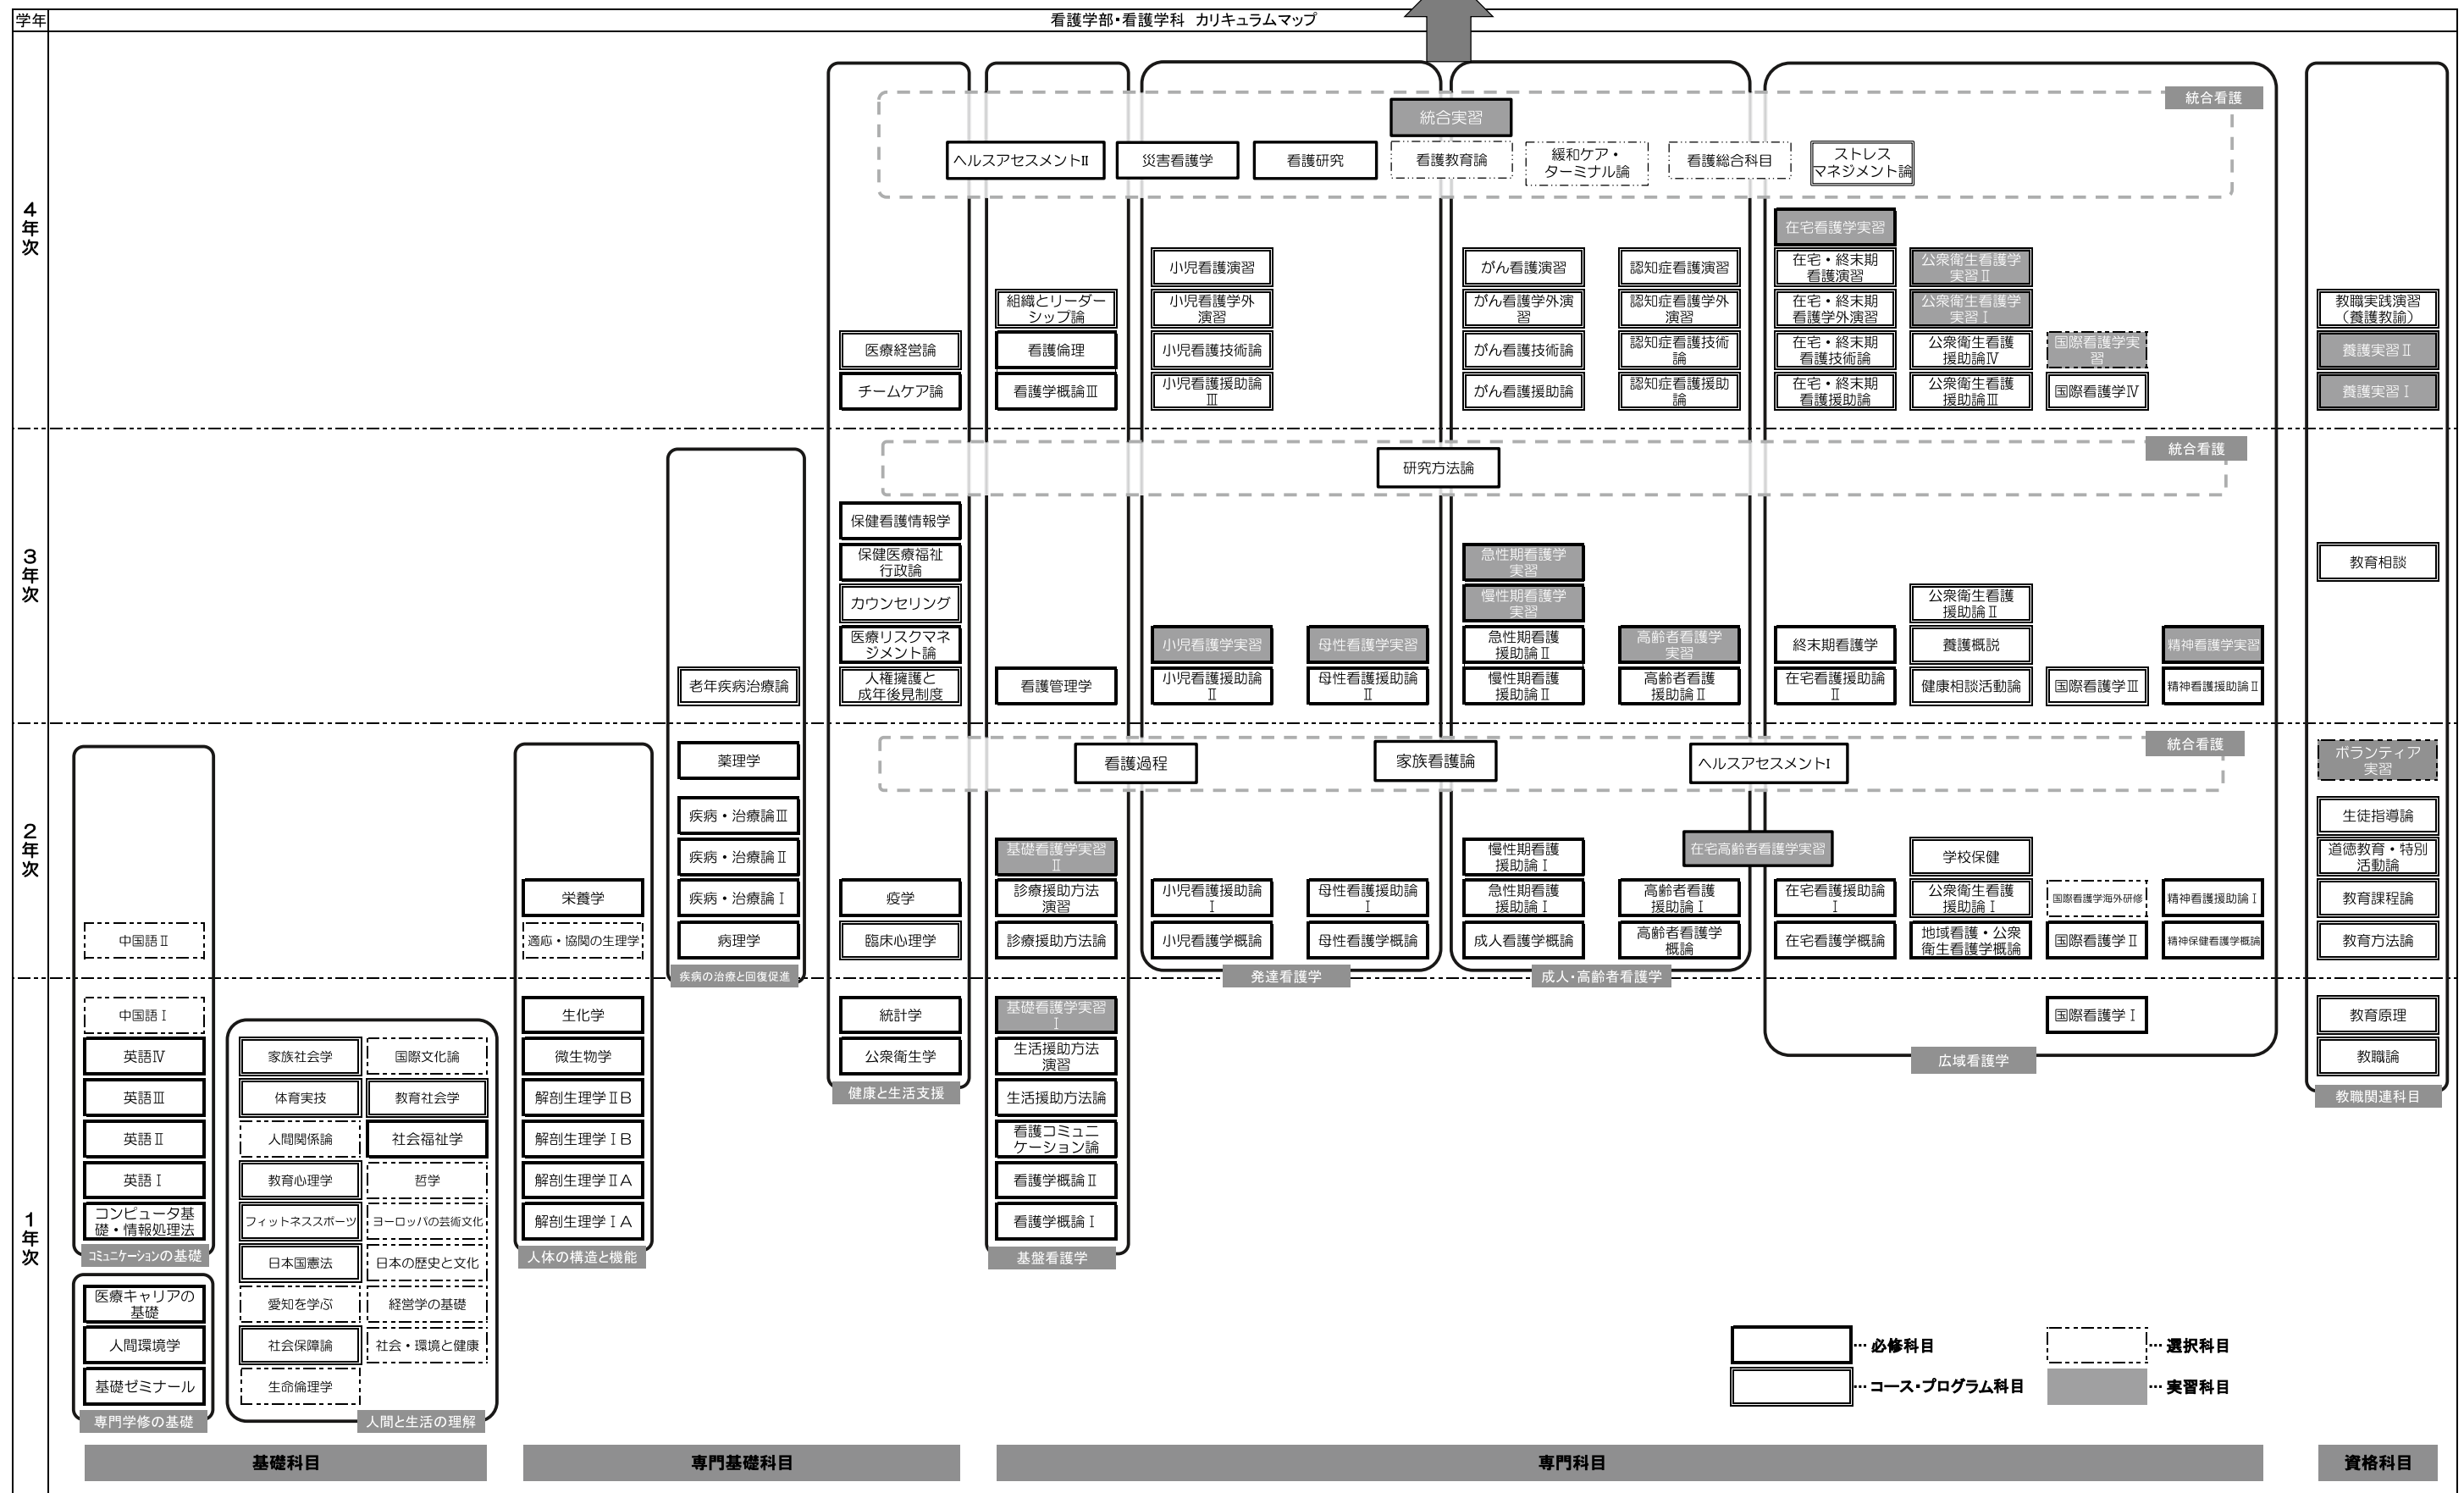 学年
看護学部・看護学科 カリキュラムマップ
4年次
統合看護
統合実習
ヘルスアセスメントⅡ
災害看護学
看護研究
看護教育論
緩和ケア・
ターミナル論
看護総合科目
ストレス
マネジメント論
在宅看護学実習
小児看護演習
がん看護演習
認知症看護演習
在宅・終末期
看護演習
公衆衛生看護学
実習Ⅱ
組織とリーダー
シップ論
小児看護学外
演習
がん看護学外演
習
認知症看護学外
演習
在宅・終末期
看護学外演習
公衆衛生看護学
実習Ⅰ
教職実践演習
（養護教諭）
医療経営論
看護倫理
小児看護技術論
がん看護技術論
認知症看護技術
論
在宅・終末期
看護技術論
公衆衛生看護
援助論Ⅳ
国際看護学実
習
養護実習Ⅱ
チームケア論
看護学概論Ⅲ
小児看護援助論
Ⅲ
がん看護援助論
認知症看護援助
論
在宅・終末期
看護援助論
公衆衛生看護
援助論Ⅲ
国際看護学Ⅳ
養護実習Ⅰ
3年次
統合看護
研究方法論
保健看護情報学
保健医療福祉
行政論
急性期看護学
実習
教育相談
カウンセリング
慢性期看護学
実習
公衆衛生看護
援助論Ⅱ
医療リスクマネ
ジメント論
小児看護学実習
母性看護学実習
急性期看護
援助論Ⅱ
高齢者看護学
実習
終末期看護学
養護概説
精神看護学実習
老年疾病治療論
人権擁護と
成年後見制度
看護管理学
小児看護援助論
Ⅱ
母性看護援助論
Ⅱ
慢性期看護
援助論Ⅱ
高齢者看護
援助論Ⅱ
在宅看護援助論
Ⅱ
健康相談活動論
国際看護学Ⅲ
精神看護援助論Ⅱ
2年次
統合看護
薬理学
看護過程
家族看護論
ヘルスアセスメントⅠ
ボランティア
実習
疾病・治療論Ⅲ
生徒指導論
疾病・治療論Ⅱ
基礎看護学実習
Ⅱ
慢性期看護
援助論Ⅰ
在宅高齢者看護学実習
学校保健
道徳教育・特別
活動論
栄養学
疾病・治療論Ⅰ
疫学
診療援助方法
演習
小児看護援助論
Ⅰ
母性看護援助論
Ⅰ
急性期看護
援助論Ⅰ
高齢者看護
援助論Ⅰ
在宅看護援助論
Ⅰ
公衆衛生看護
援助論Ⅰ
国際看護学海外研修
精神看護援助論Ⅰ
教育課程論
中国語Ⅱ
適応・協関の生理学
病理学
臨床心理学
診療援助方法論
小児看護学概論
母性看護学概論
成人看護学概論
高齢者看護学
概論
在宅看護学概論
地域看護・公衆
衛生看護学概論
国際看護学Ⅱ
精神保健看護学概論
教育方法論
疾病の治療と回復促進
発達看護学
成人・高齢者看護学
1年次
中国語Ⅰ
生化学
統計学
基礎看護学実習
Ⅰ
国際看護学Ⅰ
教育原理
英語Ⅳ
家族社会学
国際文化論
微生物学
公衆衛生学
生活援助方法
演習
広域看護学
教職論
英語Ⅲ
体育実技
教育社会学
解剖生理学ⅡB
健康と生活支援
生活援助方法論
教職関連科目
英語Ⅱ
人間関係論
社会福祉学
解剖生理学ⅠB
看護コミュニ
ケーション論
英語Ⅰ
教育心理学
哲学
解剖生理学ⅡA
看護学概論Ⅱ
コンピュータ基
礎・情報処理法
フィットネススポーツ
ヨーロッパの芸術文化
解剖生理学ⅠA
看護学概論Ⅰ
コミュニケーションの基礎
日本国憲法
日本の歴史と文化
人体の構造と機能
基盤看護学
医療キャリアの
基礎
愛知を学ぶ
経営学の基礎
人間環境学
社会保障論
社会・環境と健康
… 必修科目
… 選択科目
基礎ゼミナール
生命倫理学
… コース・プログラム科目
… 実習科目
専門学修の基礎
人間と生活の理解
基礎科目
専門基礎科目
専門科目
資格科目